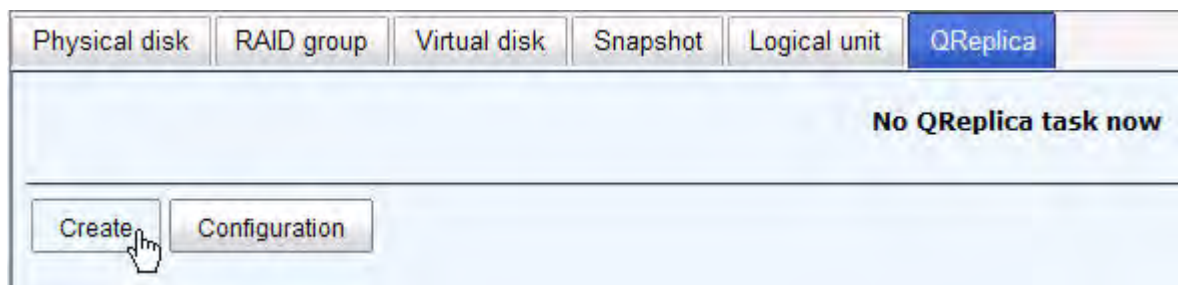 Physical disk RAID group Virtual disk Snapshot Logical unit QReplica
No QReplica task now
Create Configuration